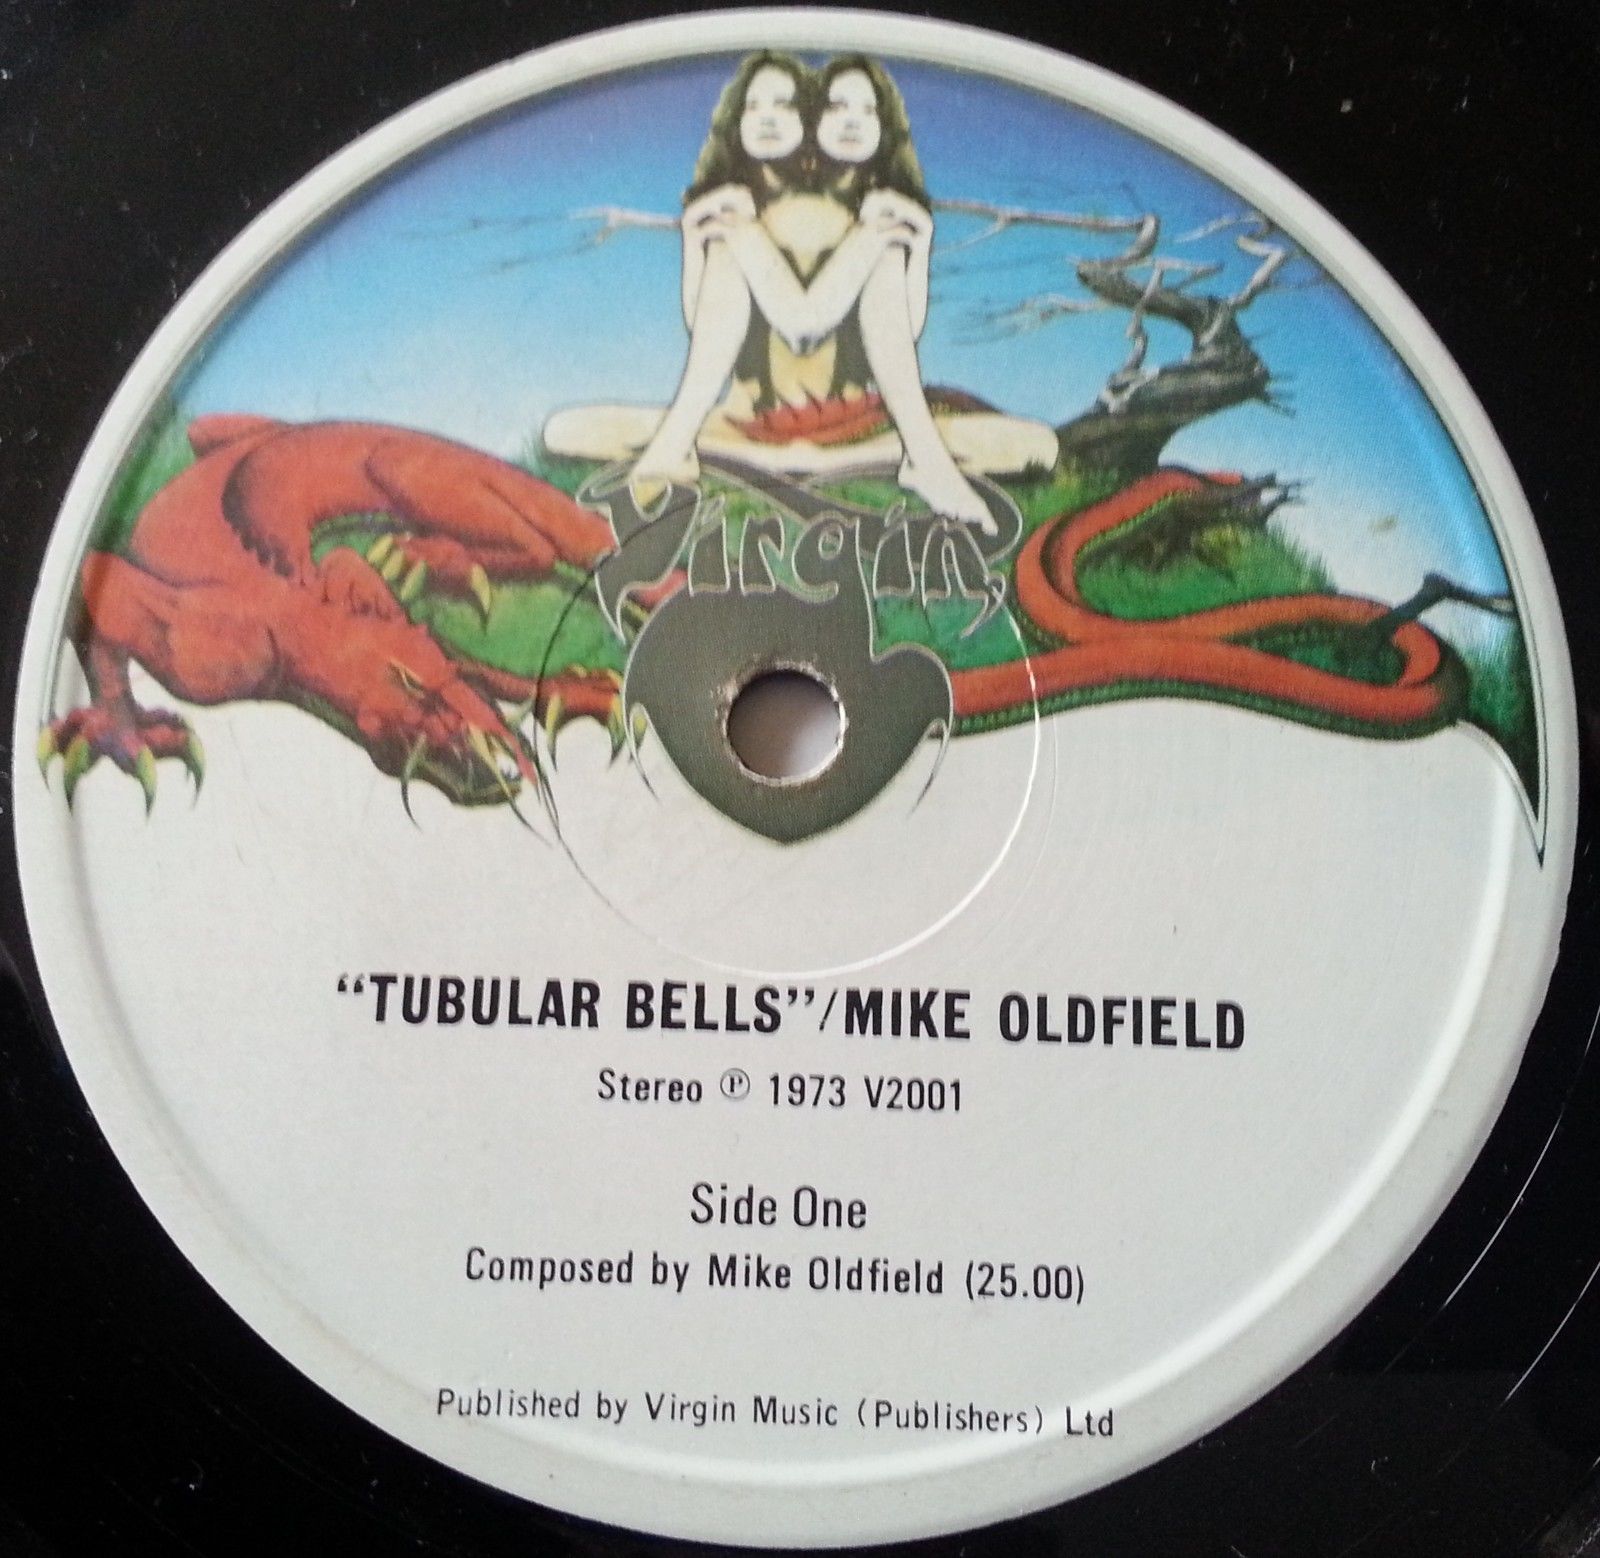 Virgin
“TUBULAR BELLS”/MIKE OLDFIELD
Stereo ℗ 1973 V2001
Side One
Composed by Mike Oldfield (25.00)
Published by Virgin Music (Publishers) Ltd